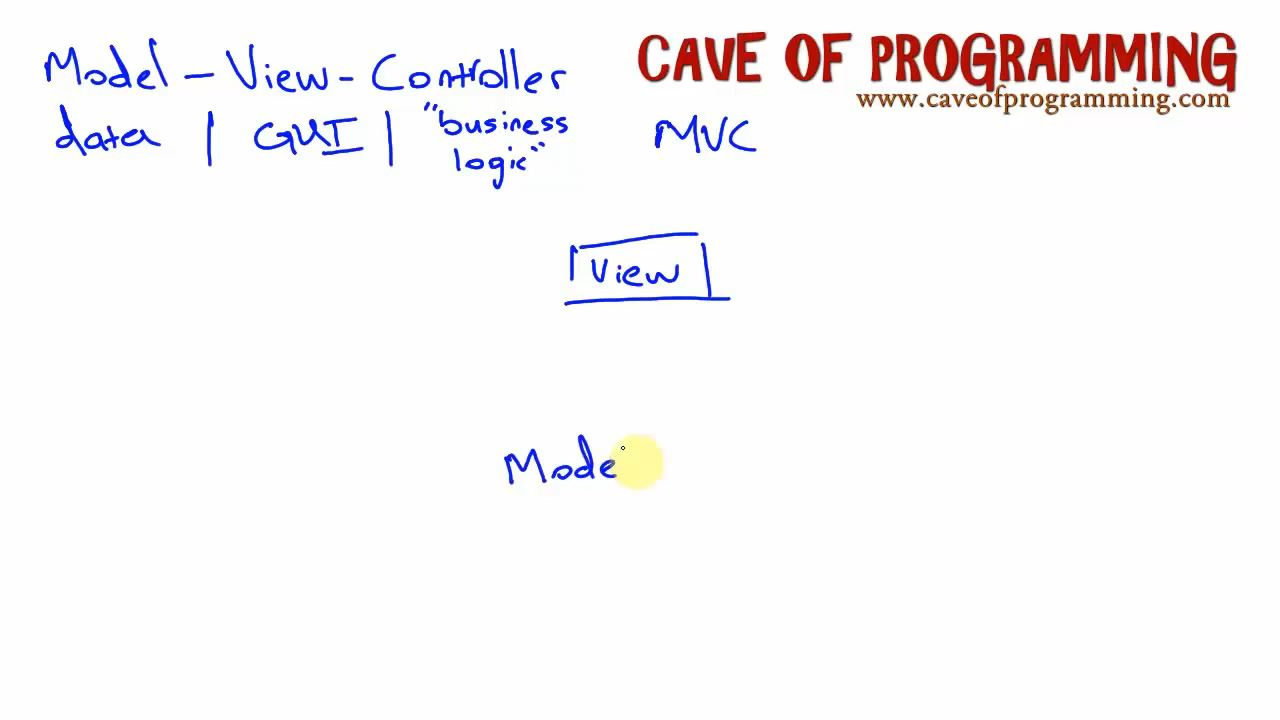 Model - View - Controller
CAVE OF PROGRAMMING
www.caveofprogramming.com
data | GUI | "business
logic"
MVC
View
Mode